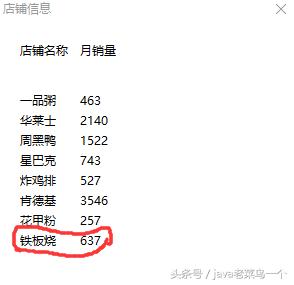 店铺信息
店铺名称 月销量
一品粥 463
华莱士 2140
周黑鸭 1522
星巴克 743
炸鸡排 527
肯德基 3546
花甲粉 257
铁板烧 637
头条号 / java老菜鸟一个